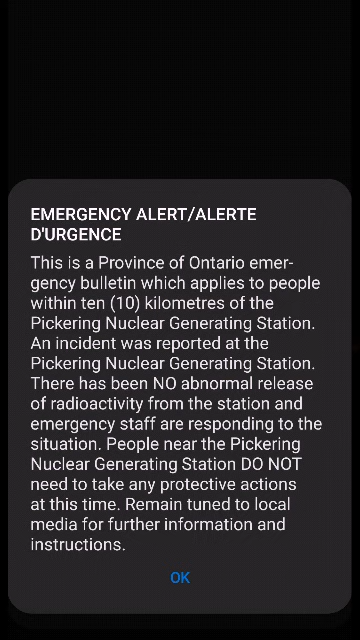 EMERGENCY ALERT/ALERTE
D'URGENCE
This is a Province of Ontario emer-
gency bulletin which applies to people
within ten (10) kilometres of the
Pickering Nuclear Generating Station.
An incident was reported at the
Pickering Nuclear Generating Station.
There has been NO abnormal release
of radioactivity from the station and
emergency staff are responding to the
situation. People near the Pickering
Nuclear Generating Station DO NOT
need to take any protective actions
at this time. Remain tuned to local
media for further information and
instructions.
OK